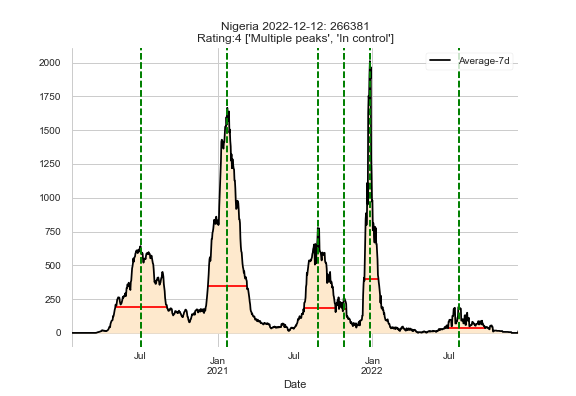 Nigeria 2022-12-12: 266381
Rating:4 ['Multiple peaks', 'In control']
Average-7d
2000
1750
1500
1250
1000
750
500
250
0
Jul
Jan
2021
Jul
Jan
2022
Jul
Date